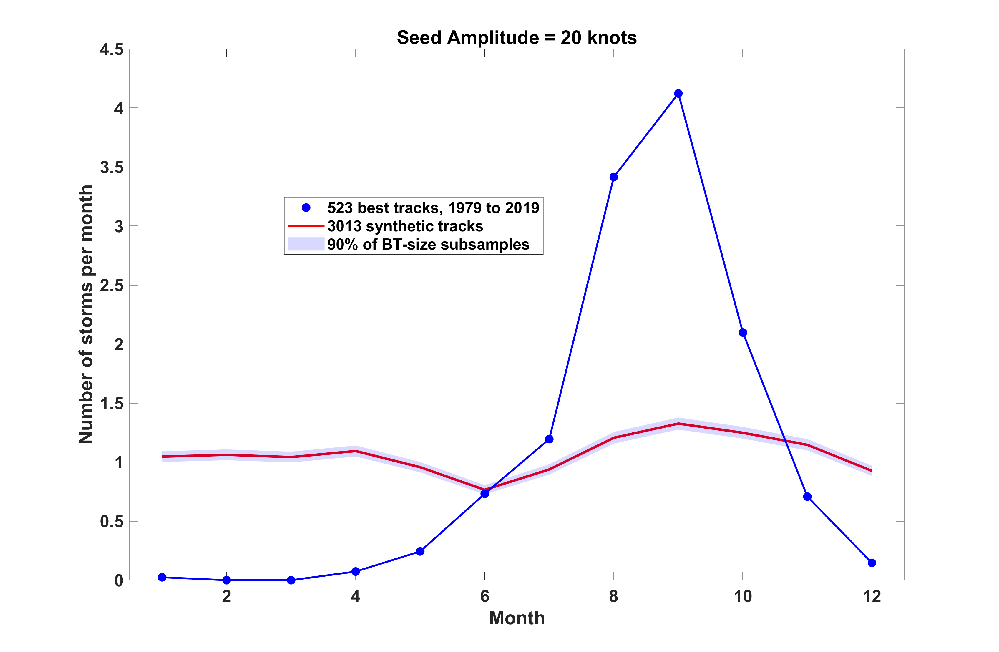 Seed Amplitude = 20 knots
4.5
4
3.5
3
2.5
2
1.5
1
0.5
0
Number of storms per month
523 best tracks, 1979 to 2019
3013 synthetic tracks
90% of BT-size subsamples
2 4 6 8 10 12
Month